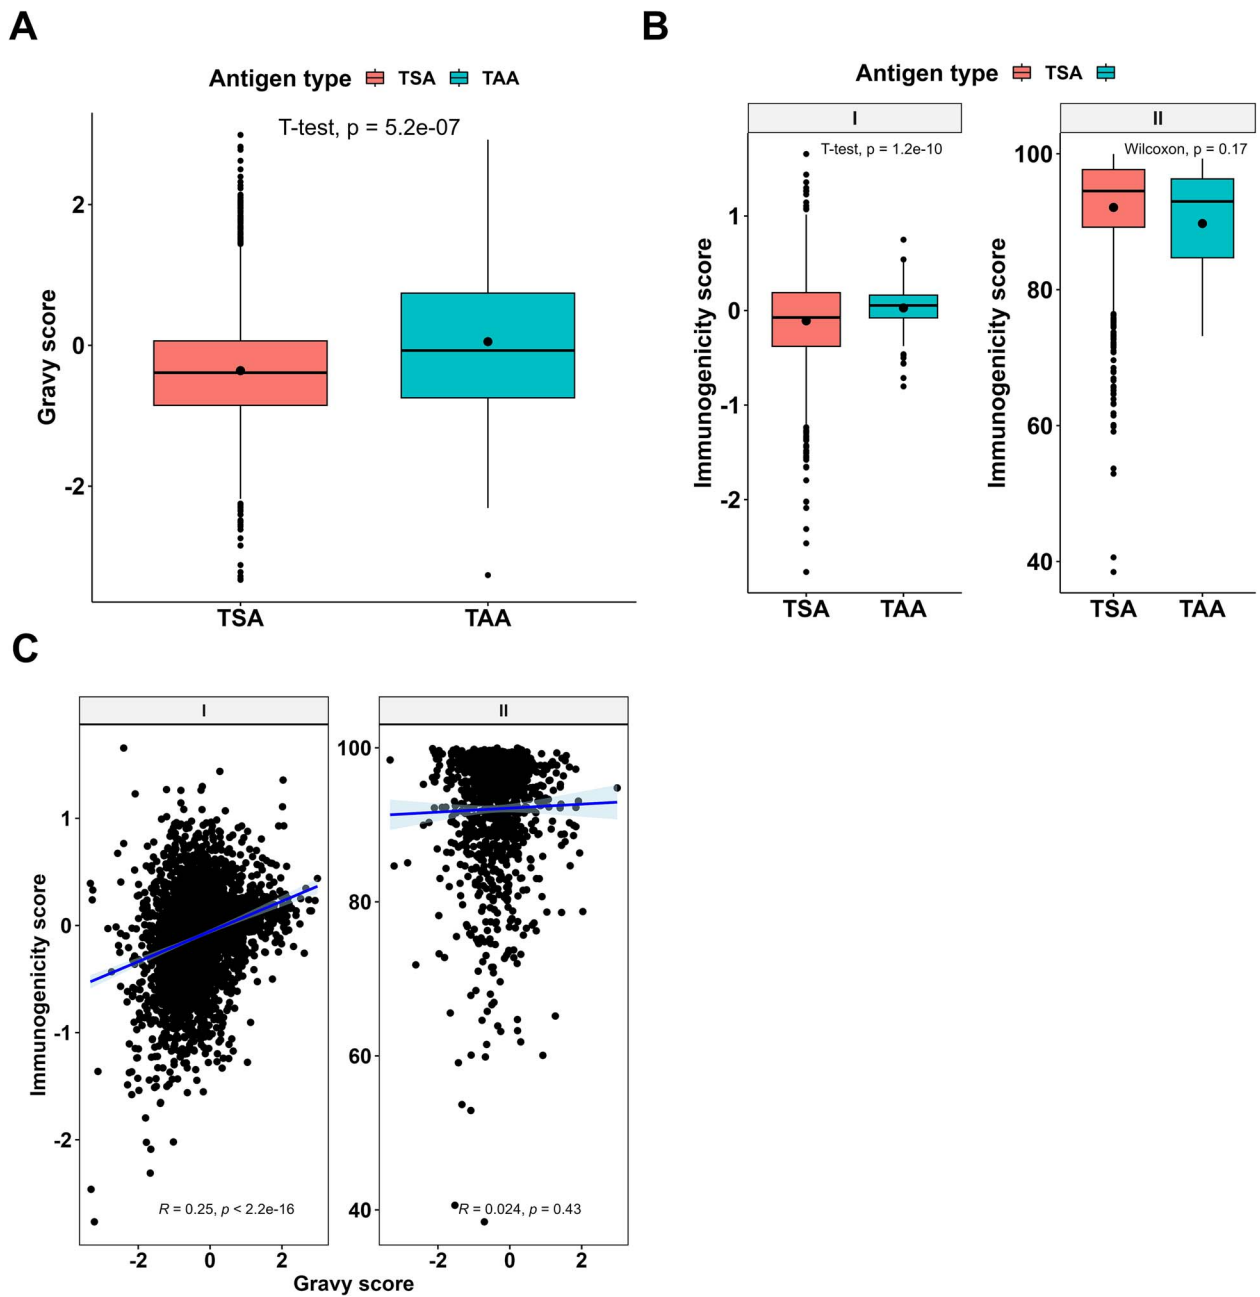 A
Antigen type TSA TAA
T-test, p = 5.2e-07
Gravy score
2
0
-2
TSA TAA
B
Antigen type TSA
I II
T-test, p = 1.2e-10
Wilcoxon, p = 0.17
Immunogenicity score
1
0
-1
-2
TSA TAA
Immunogenicity score
100
80
60
40
TSA TAA
C
I II
Immunogenicity score
1
0
-1
-2
R = 0.25, p < 2.2e-16
-2 0 2
100
80
60
40
R = 0.024, p = 0.43
-2 0 2
Gravy score